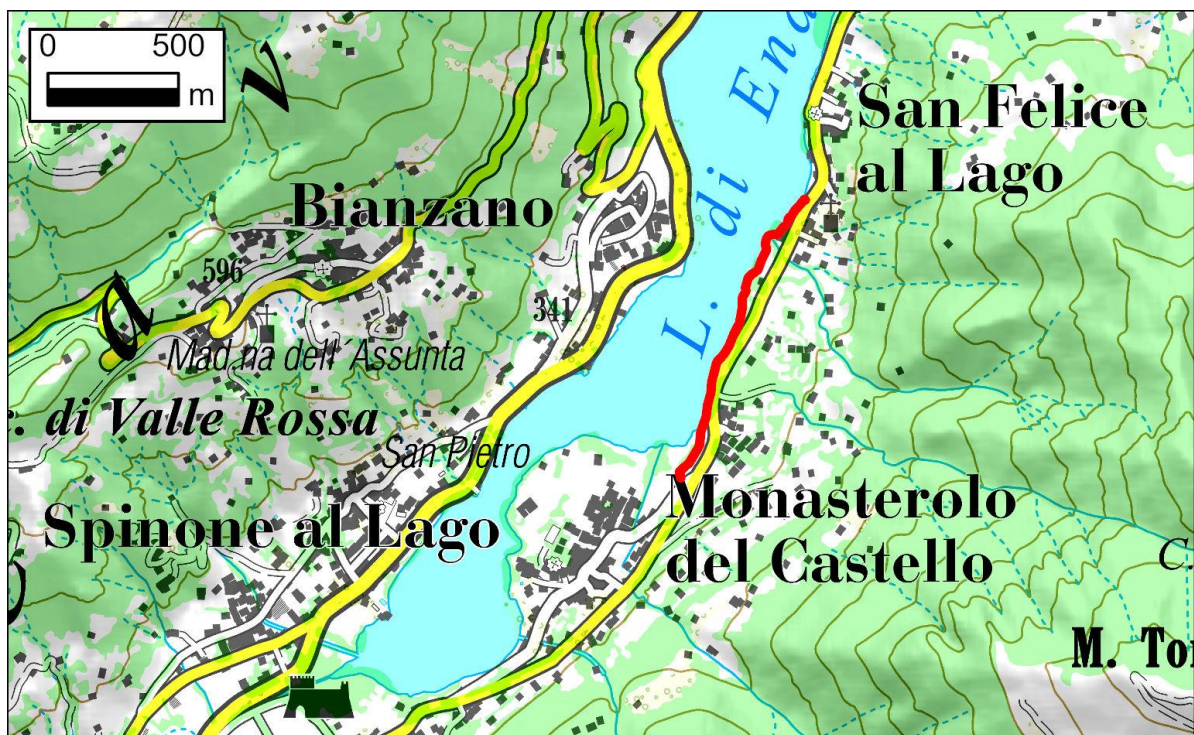 0 500
m
v
L. di End
San Felice
al Lago
Bianzano
596
a
341
Mad.na dell' Assunta
. di Valle Rossa
San Pietro
Spinone al Lago
Monasterolo
del Castello
C.
M. Tor